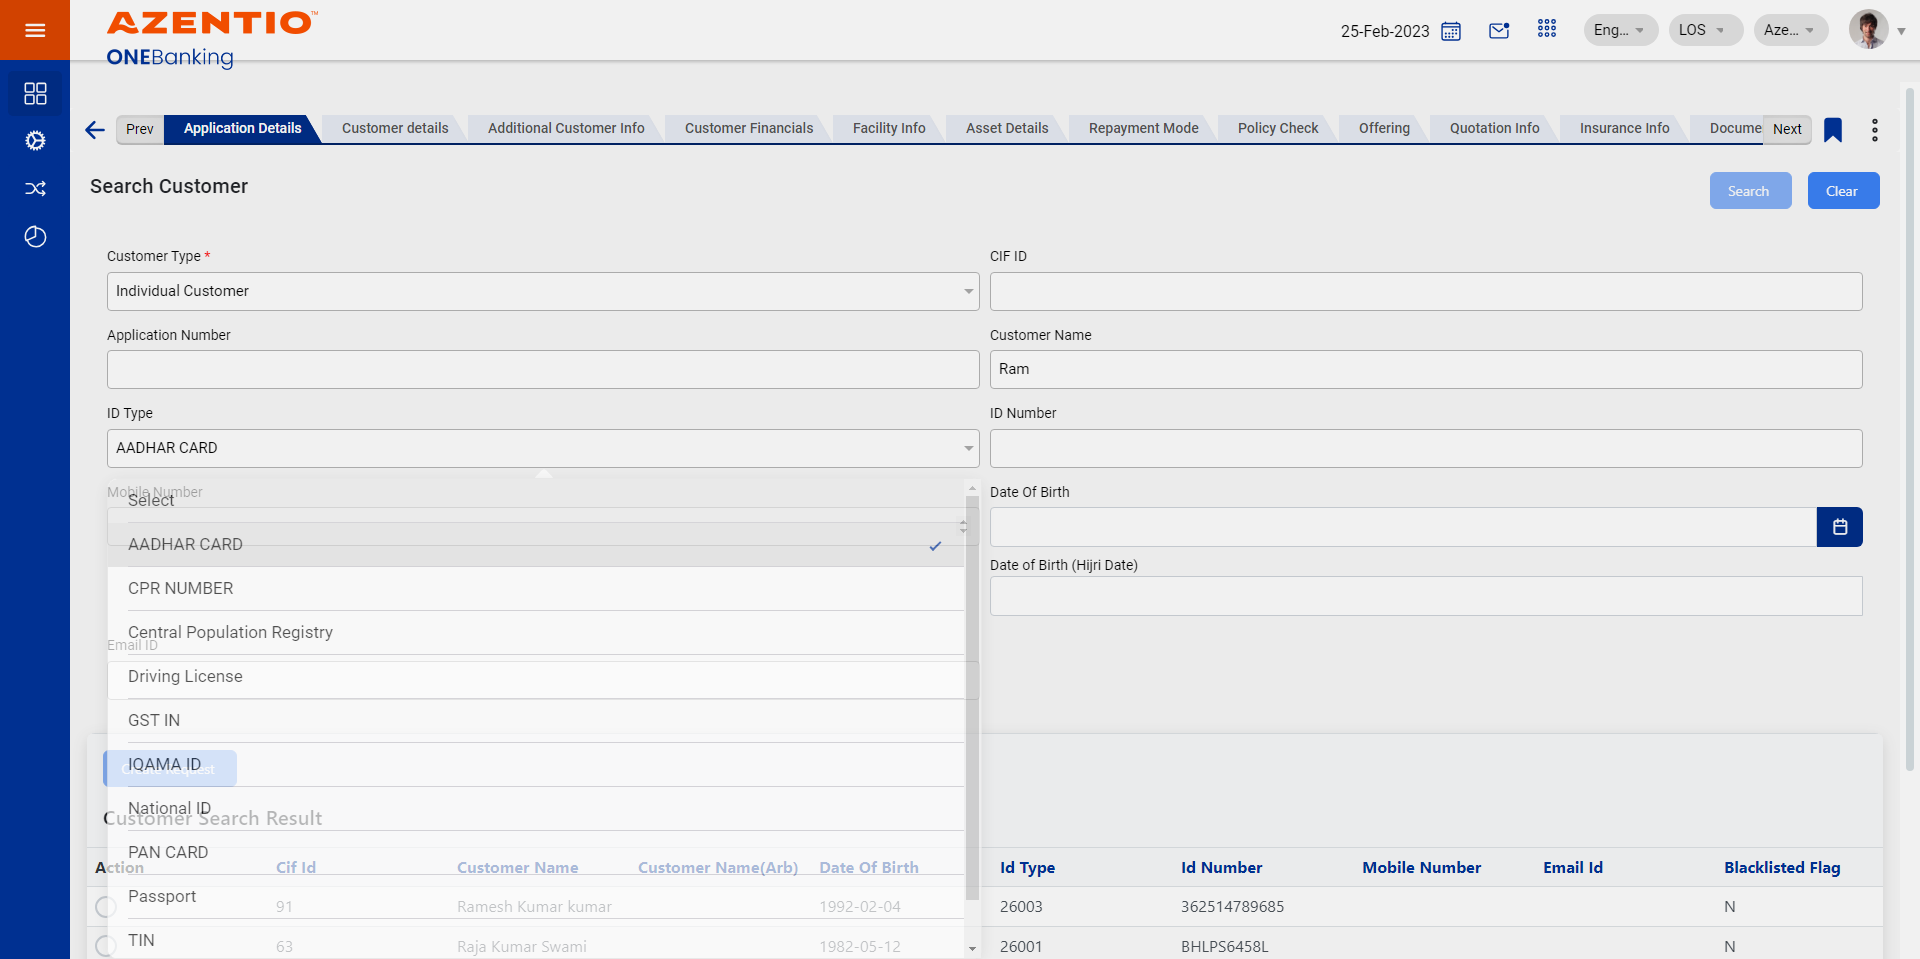 AZENTIO™
ONEBanking
25-Feb-2023
Eng...
LOS
Aze...
Prev
Application Details
Customer details
Additional Customer Info
Customer Financials
Facility Info
Asset Details
Repayment Mode
Policy Check
Offering
Quotation Info
Insurance Info
Docume
Next
Search Customer
Search
Clear
Customer Type *
CIF ID
Individual Customer
Application Number
Customer Name
Ram
ID Type
ID Number
AADHAR CARD
Mobile Number
Date Of Birth
Select
AADHAR CARD
Date of Birth (Hijri Date)
CPR NUMBER
Central Population Registry
Email ID
Driving License
GST IN
IQAMA ID
Create Request
National ID
Customer Search Result
PAN CARD
Action
Cif Id
Customer Name
Customer Name(Arb)
Date Of Birth
Id Type
Id Number
Mobile Number
Email Id
Blacklisted Flag
Passport
91
Ramesh Kumar kumar
1992-02-04
26003
362514789685
N
TIN
63
Raja Kumar Swami
1982-05-12
26001
BHLPS6458L
N